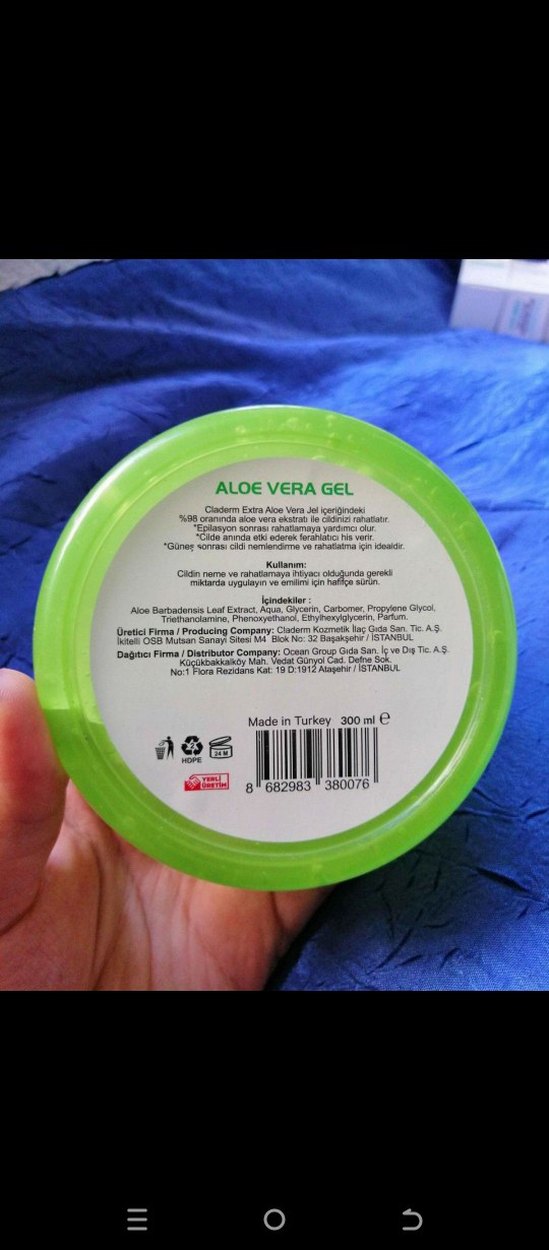 ALOE VERA GEL
Claderm Extra Aloe Vera Jel içeriğindeki
%98 oranında aloe vera ekstratı ile cildinizi rahatlatır.
*Epilasyon sonrası rahatlamaya yardımcı olur.
*Cilde anında etki ederek ferahlatıcı his verir.
*Güneş sonrası cildi nemlendirme ve rahatlatma için idealdir.
Kullanım:
Cildin neme ve rahatlamaya ihtiyacı olduğunda gerekli
miktarda uygulayın ve emilimi için hafifçe sürün.
İçindekiler :
Aloe Barbadensis Leaf Extract, Aqua, Glycerin, Carbomer, Propylene Glycol,
Triethanolamine, Phenoxyethanol, Ethylhexylglycerin, Parfum.
Üretici Firma / Producing Company: Claderm Kozmetik İlaç Gıda San. Tic. A.Ş.
İkitelli OSB Mutsan Sanayi Sitesi M4 Blok No: 32 Başakşehir / İSTANBUL
Dağıtıcı Firma / Distributor Company: Ocean Group Gıda San. İç ve Dış Tic. A.Ş.
Küçükbakkalköy Mah. Vedat Günyol Cad. Defne Sok.
No:1 Flora Rezidans Kat: 19 D:1912 Ataşehir / İSTANBUL
Made in Turkey 300 ml ℮
2
HDPE
24 M
YERLİ
ÜRETİM
8 682983 380076